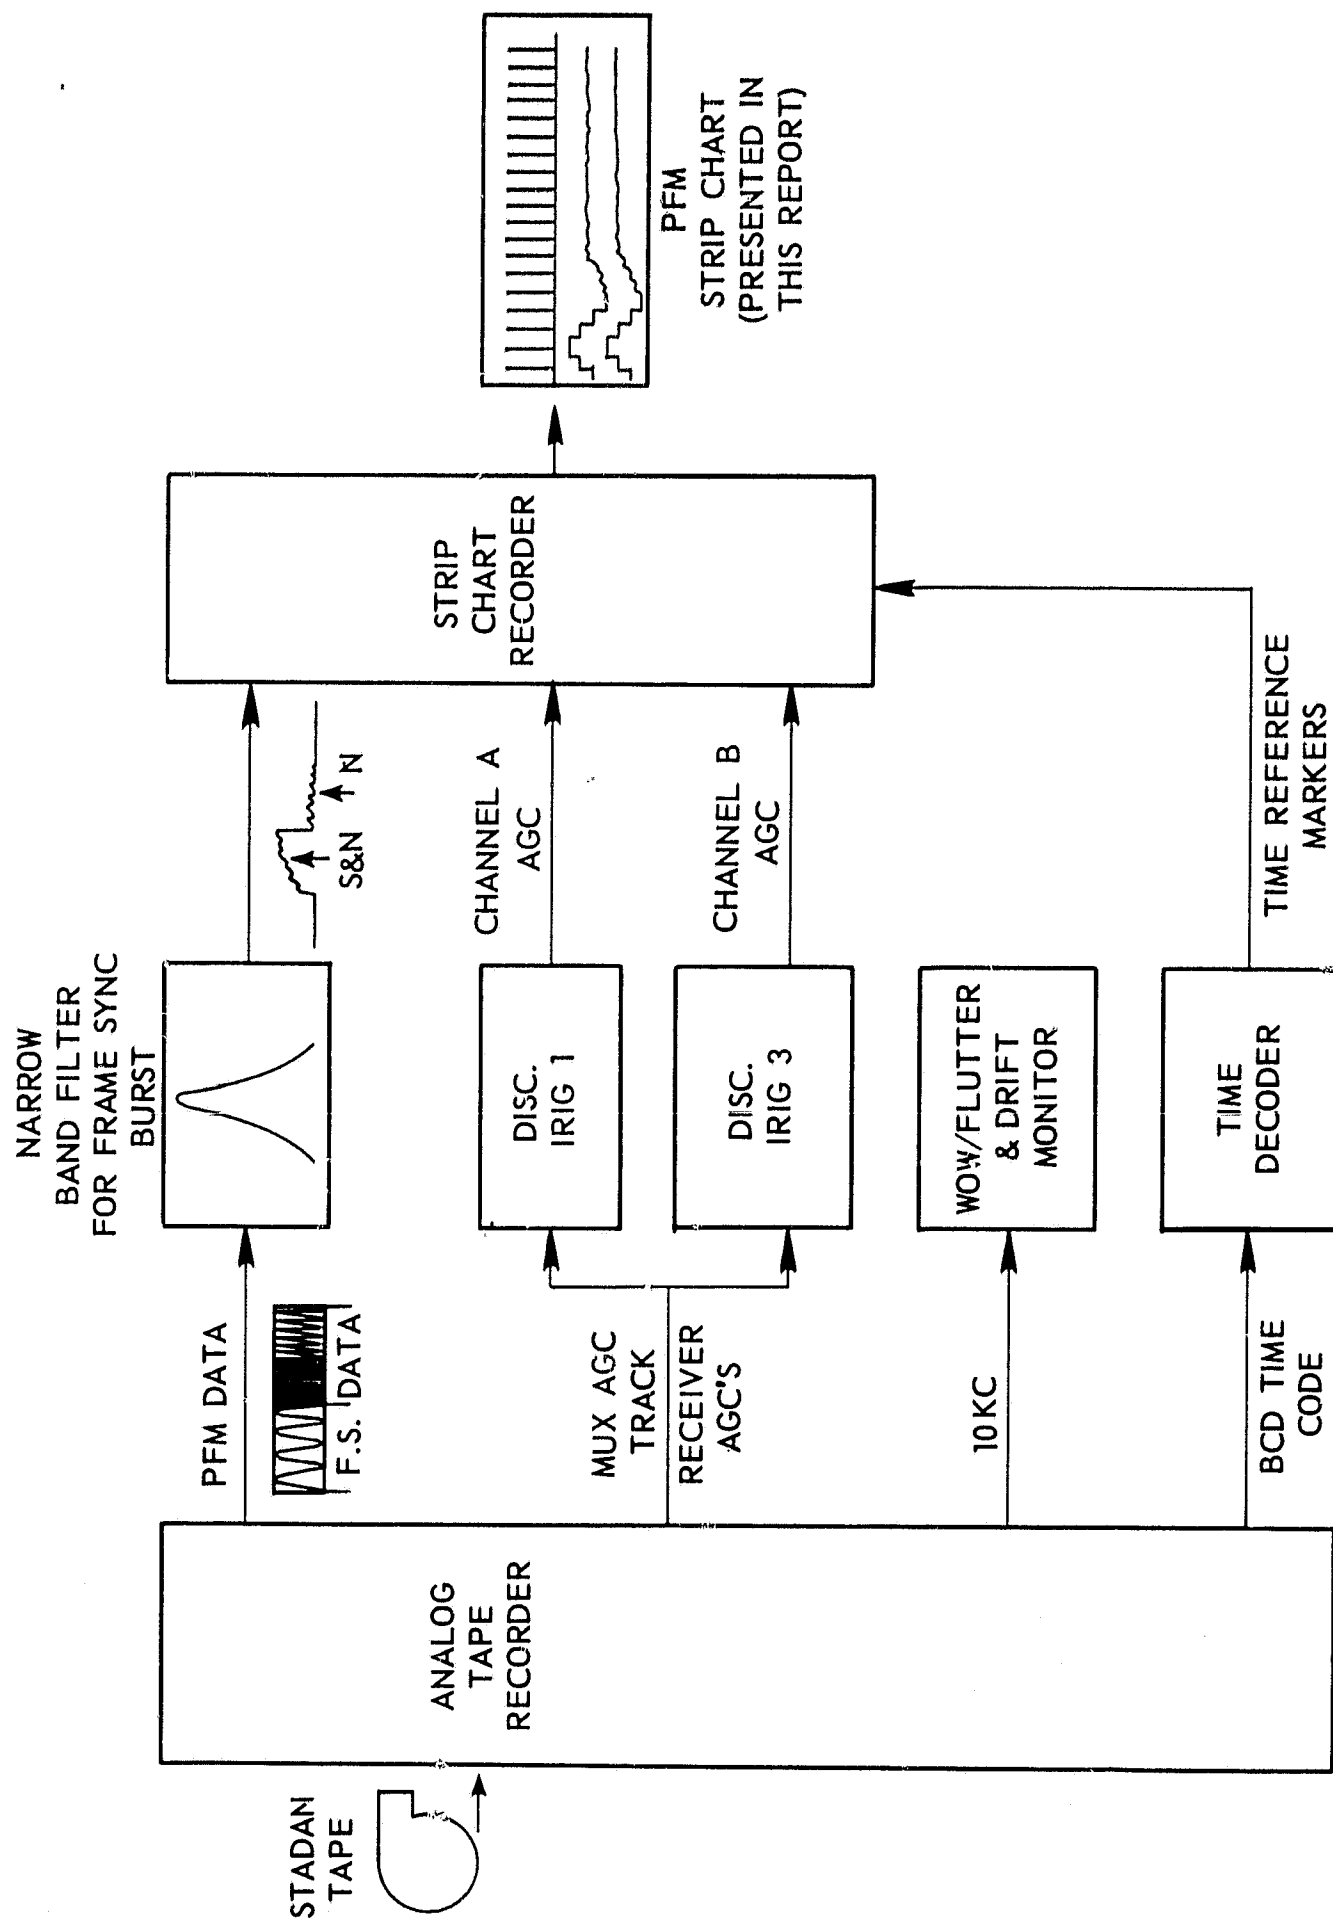 STADAN
TAPE
ANALOG
TAPE
RECORDER
PFM DATA
F.S. DATA
MUX AGC
TRACK
RECEIVER
AGC'S
10KC
BCD TIME
CODE
NARROW
BAND FILTER
FOR FRAME SYNC
BURST
DISC.
IRIG 1
DISC.
IRIG 3
WOW/FLUTTER
& DRIFT
MONITOR
TIME
DECODER
S&N
N
CHANNEL A
AGC
CHANNEL B
AGC
TIME REFERENCE
MARKERS
STRIP
CHART
RECORDER
PFM
STRIP CHART
(PRESENTED IN
THIS REPORT)